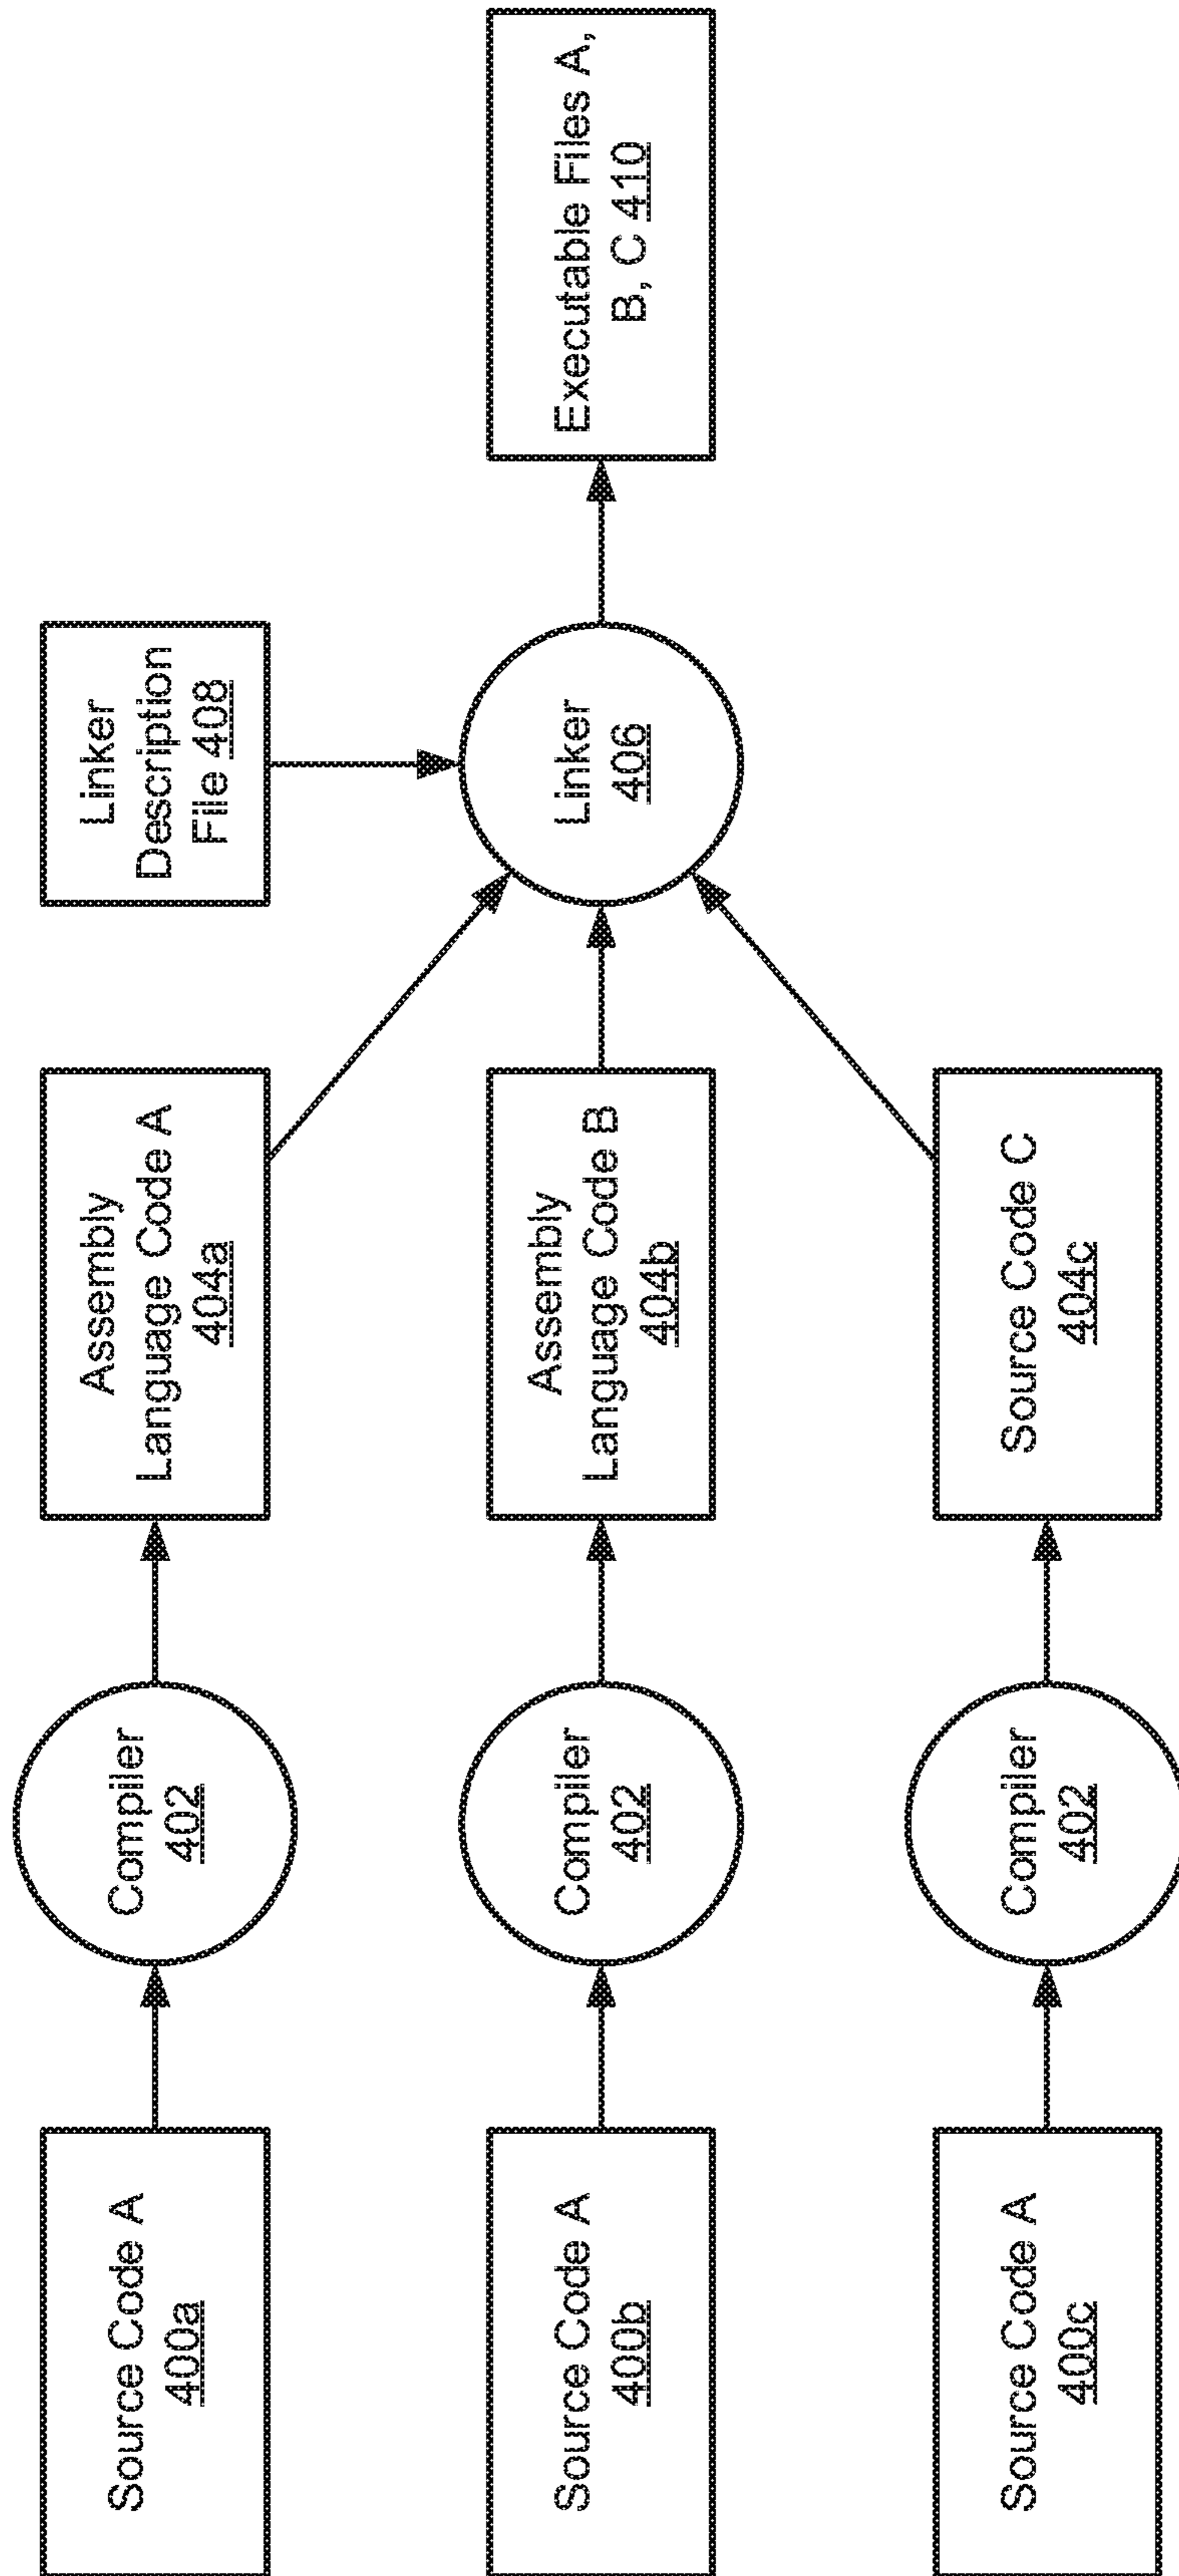 Source Code A
400a
Compiler
402
Assembly
Language Code A
404a
Linker
Description
File 408
Source Code A
400b
Compiler
402
Assembly
Language Code B
404b
Linker
406
Executable Files A,
B, C 410
Source Code A
400c
Compiler
402
Source Code C
404c